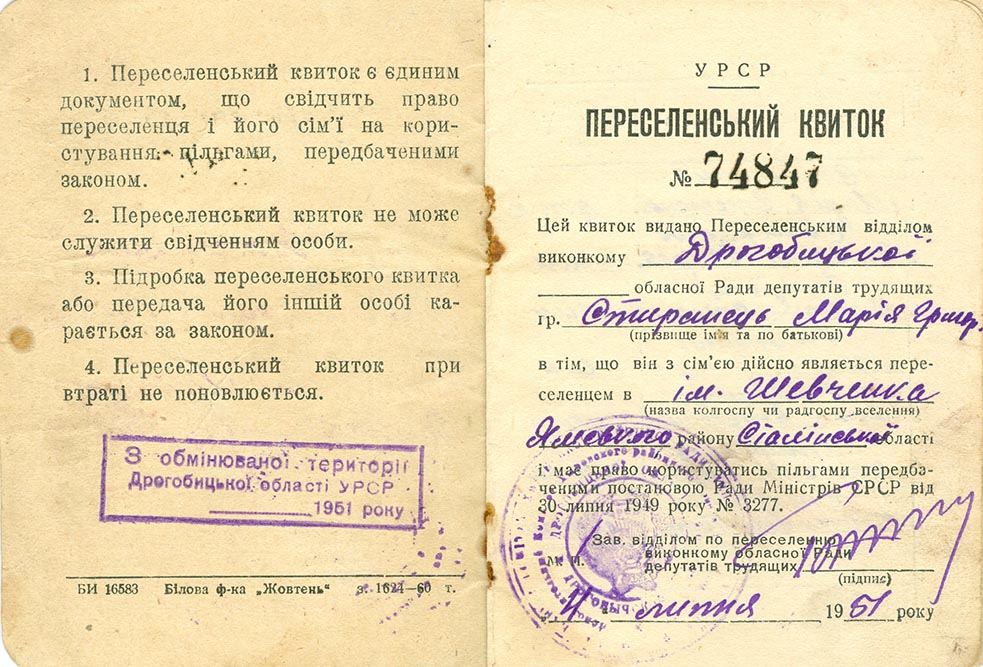 1. Переселенський квиток є єдиним
документом, що свідчить право
переселенця і його сім'ї на кори-
стування пільгами, передбаченими
законом.
2. Переселенський квиток не може
служити свідченням особи.
3. Підробка переселенського квитка
або передача його іншій особі ка-
рається за законом.
4. Переселенський квиток при
втраті не поновлюється.
З обмінюваної території
Дрогобицької області УРСР
1951 року
БИ 16583 Білова ф-ка „Жовтень" з. 1624—60 т.
УРСР
ПЕРЕСЕЛЕНСЬКИЙ КВИТОК
№ 74847
Цей квиток видано Переселенським відділом
виконкому Дрогобицької
обласної Ради депутатів трудящих
гр. Стиранець Марія Григор.
(прізвище ім'я та по батькові)
в тім, що він з сім'єю дійсно являється пере-
селенцем в ім. Шевченка
(назва колгоспу чи радгоспу вселення)
району Сталінської області
і має право користуватись пільгами передба-
ченими постановою Ради Міністрів СРСР від
30 липня 1949 року № 3277.
Зав. відділом по переселенню
М. П. виконкому обласної Ради
депутатів трудящих
(підпис)
11 липня 1951 року